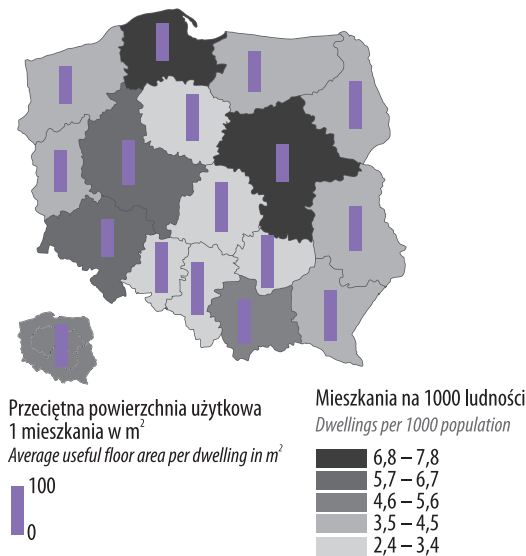 Przeciętna powierzchnia użytkowa
1 mieszkania w m²
Average useful floor area per dwelling in m²
100
0
Mieszkania na 1000 ludności
Dwellings per 1000 population
6,8 – 7,8
5,7 – 6,7
4,6 – 5,6
3,5 – 4,5
2,4 – 3,4